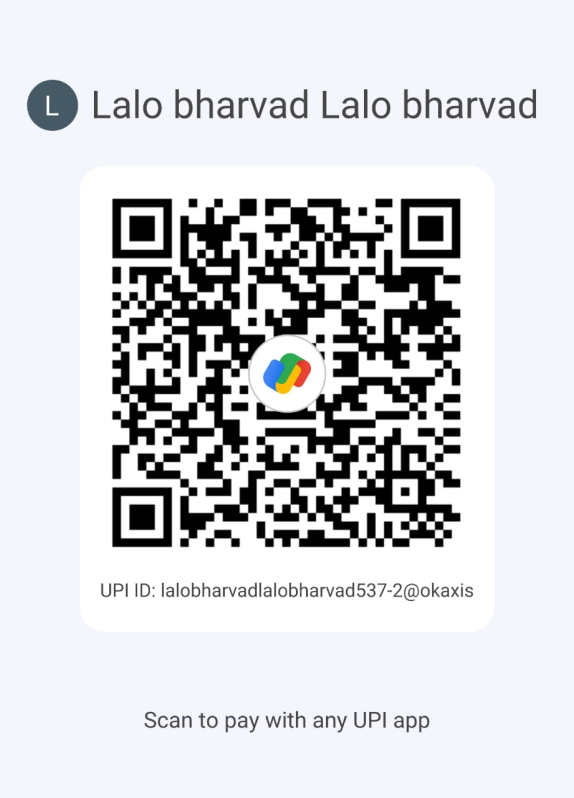 L
Lalo bharvad Lalo bharvad
UPI ID: lalobharvadlalobharvad537-2@okaxis
Scan to pay with any UPI app